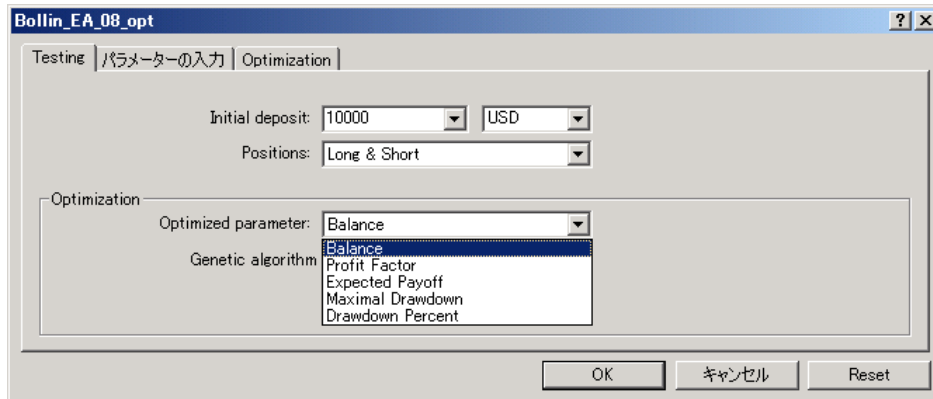 Bollin_EA_08_opt
Testing パラメーターの入力 Optimization
Initial deposit: 10000 USD
Positions: Long & Short
Optimization
Optimized parameter: Balance
Genetic algorithm
Balance
Profit Factor
Expected Payoff
Maximal Drawdown
Drawdown Percent
OK キャンセル Reset